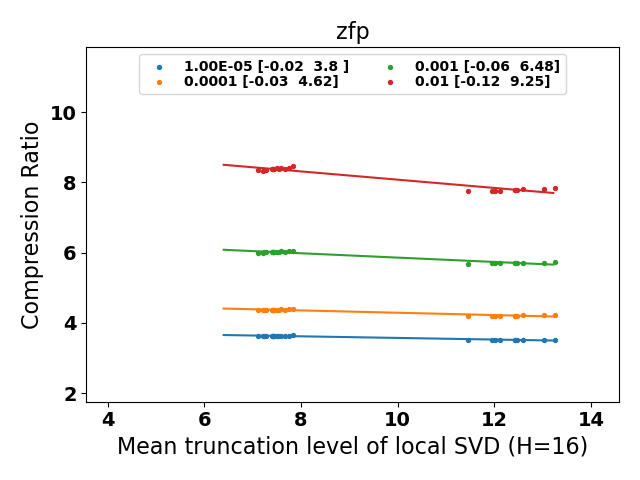 zfp
1.00E-05 [-0.02  3.8 ]
0.0001 [-0.03  4.62]
0.001 [-0.06  6.48]
0.01 [-0.12  9.25]
Compression Ratio
10
8
6
4
2
4 6 8 10 12 14
Mean truncation level of local SVD (H=16)